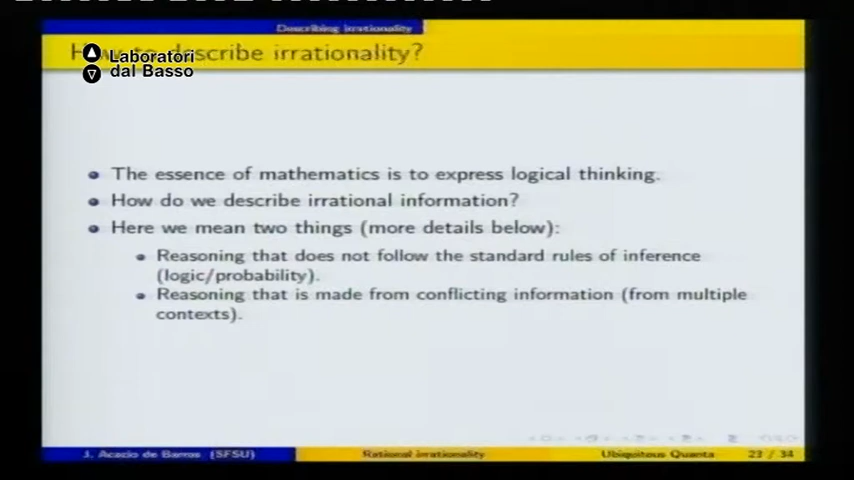 Describing irrationality
How to describe irrationality?
Laboratori
dal Basso
The essence of mathematics is to express logical thinking.
How do we describe irrational information?
Here we mean two things (more details below):
Reasoning that does not follow the standard rules of inference
(logic/probability).
Reasoning that is made from conflicting information (from multiple
contexts).
J. Acacio de Barros (SFSU)
Rational irrationality
Ubiquitous Quanta
23 / 34